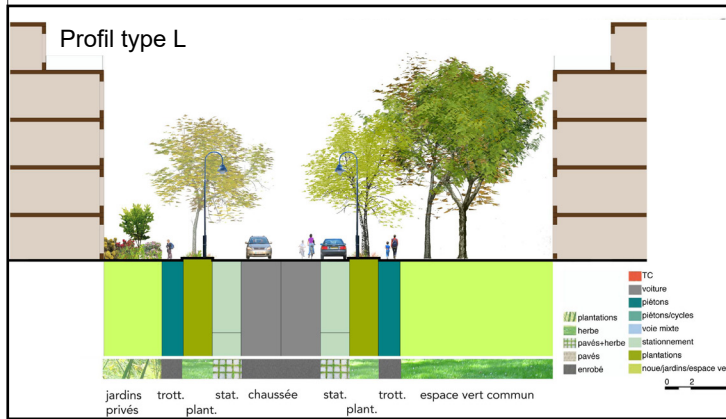 Profil type L
TC
voiture
piétons
piétons/cycles
voie mixte
stationnement
plantations
noue/jardins/espace ve
plantations
herbe
pavés+herbe
pavés
enrobé
0 2
jardins privés
trott.
plant.
stat.
chaussée
stat.
plant.
trott.
espace vert commun